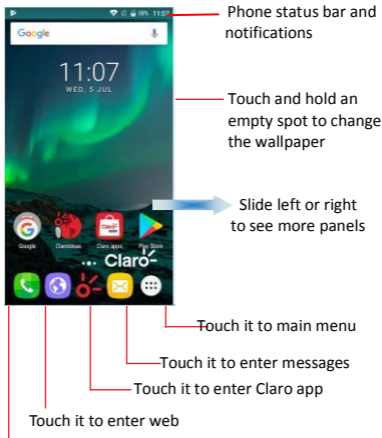 Phone status bar and
notifications
58% 11:07
Google
11:07
WED, 5 JUL
Touch and hold an
empty spot to change
the wallpaper
Slide left or right
to see more panels
Google Claroideas Claro apps Play Store
Claro
Touch it to main menu
Touch it to enter messages
Touch it to enter Claro app
Touch it to enter web